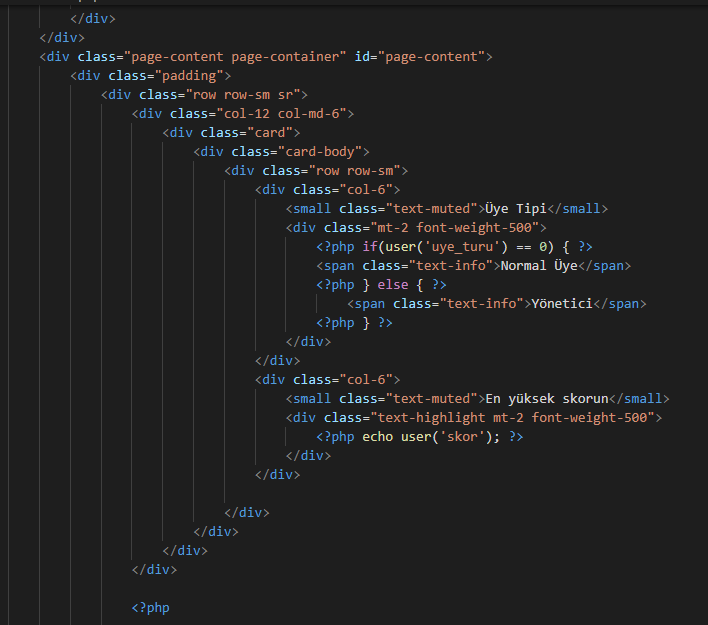 </div>
</div>
<div class="page-content page-container" id="page-content">
<div class="padding">
<div class="row row-sm sr">
<div class="col-12 col-md-6">
<div class="card">
<div class="card-body">
<div class="row row-sm">
<div class="col-6">
<small class="text-muted">Üye Tipi</small>
<div class="mt-2 font-weight-500">
<?php if(user('uye_turu') == 0) { ?>
<span class="text-info">Normal Üye</span>
<?php } else { ?>
<span class="text-info">Yönetici</span>
<?php } ?>
</div>
</div>
<div class="col-6">
<small class="text-muted">En yüksek skorun</small>
<div class="text-highlight mt-2 font-weight-500">
<?php echo user('skor'); ?>
</div>
</div>
</div>
</div>
</div>
</div>
<?php